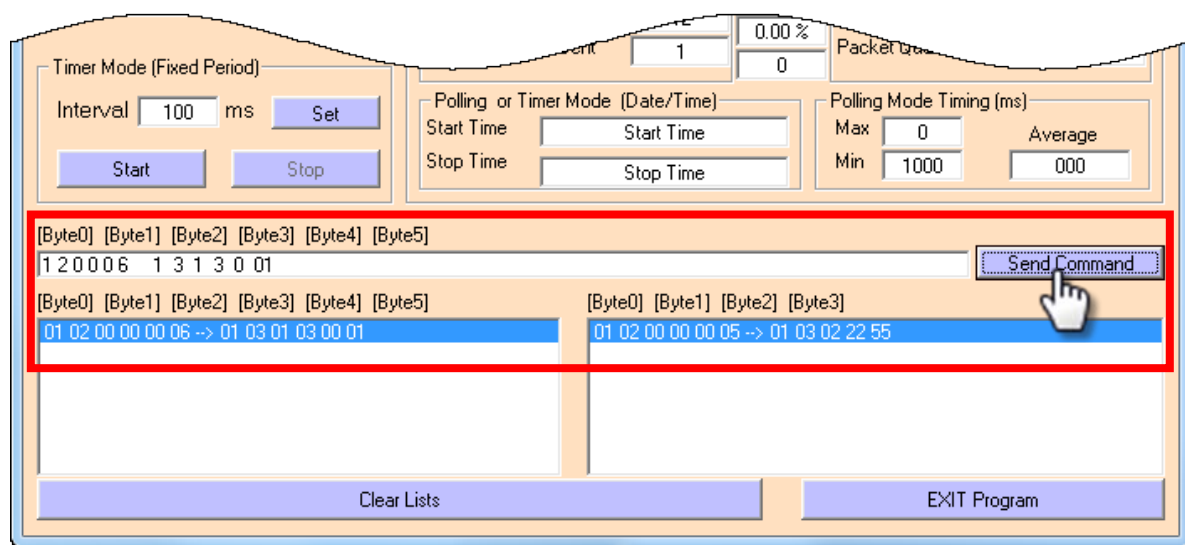 0.00 %
1
Packet
0
Timer Mode (Fixed Period)
Interval 100 ms Set
Start Stop
Polling or Timer Mode (Date/Time)
Start Time Start Time
Stop Time Stop Time
Polling Mode Timing (ms)
Max 0 Average
Min 1000 000
[Byte0] [Byte1] [Byte2] [Byte3] [Byte4] [Byte5]
1 2 0 0 0 6 1 3 1 3 0 01 Send Command
[Byte0] [Byte1] [Byte2] [Byte3] [Byte4] [Byte5]
01 02 00 00 00 06 --> 01 03 01 03 00 01
[Byte0] [Byte1] [Byte2] [Byte3]
01 02 00 00 00 05 --> 01 03 02 22 55
Clear Lists EXIT Program